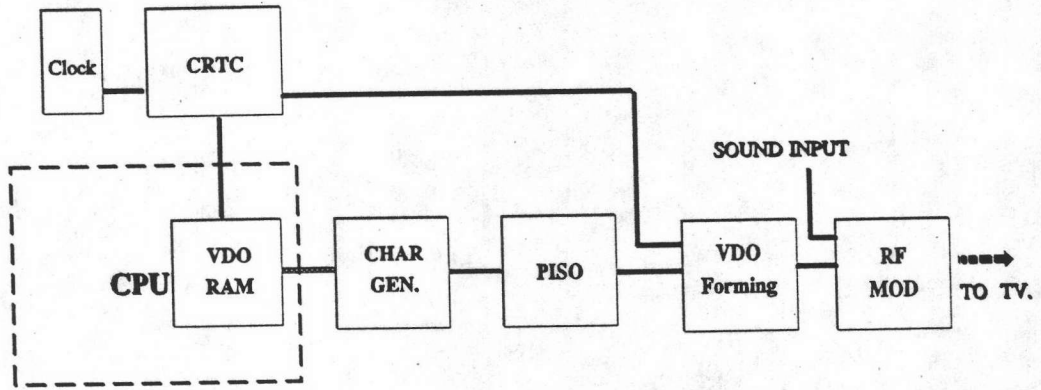 Clock
CRTC
SOUND INPUT
CPU
VDO
RAM
CHAR
GEN.
PISO
VDO
Forming
RF
MOD
TO TV.